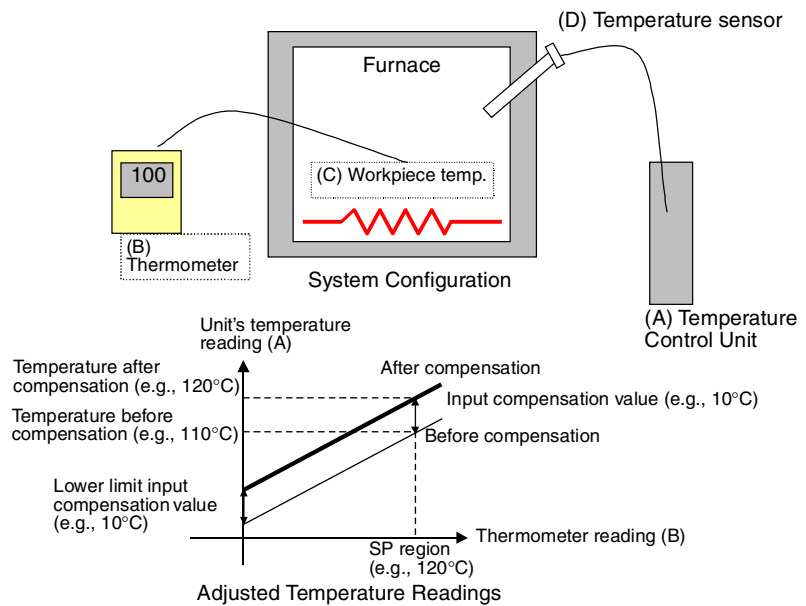 (D) Temperature sensor
Furnace
100
(C) Workpiece temp.
(B)
Thermometer
System Configuration
(A) Temperature
Control Unit
Unit's temperature
reading (A)
Temperature after
compensation (e.g., 120°C)
After compensation
Input compensation value (e.g., 10°C)
Temperature before
compensation (e.g., 110°C)
Before compensation
Lower limit input
compensation value
(e.g., 10°C)
Thermometer reading (B)
SP region
(e.g., 120°C)
Adjusted Temperature Readings